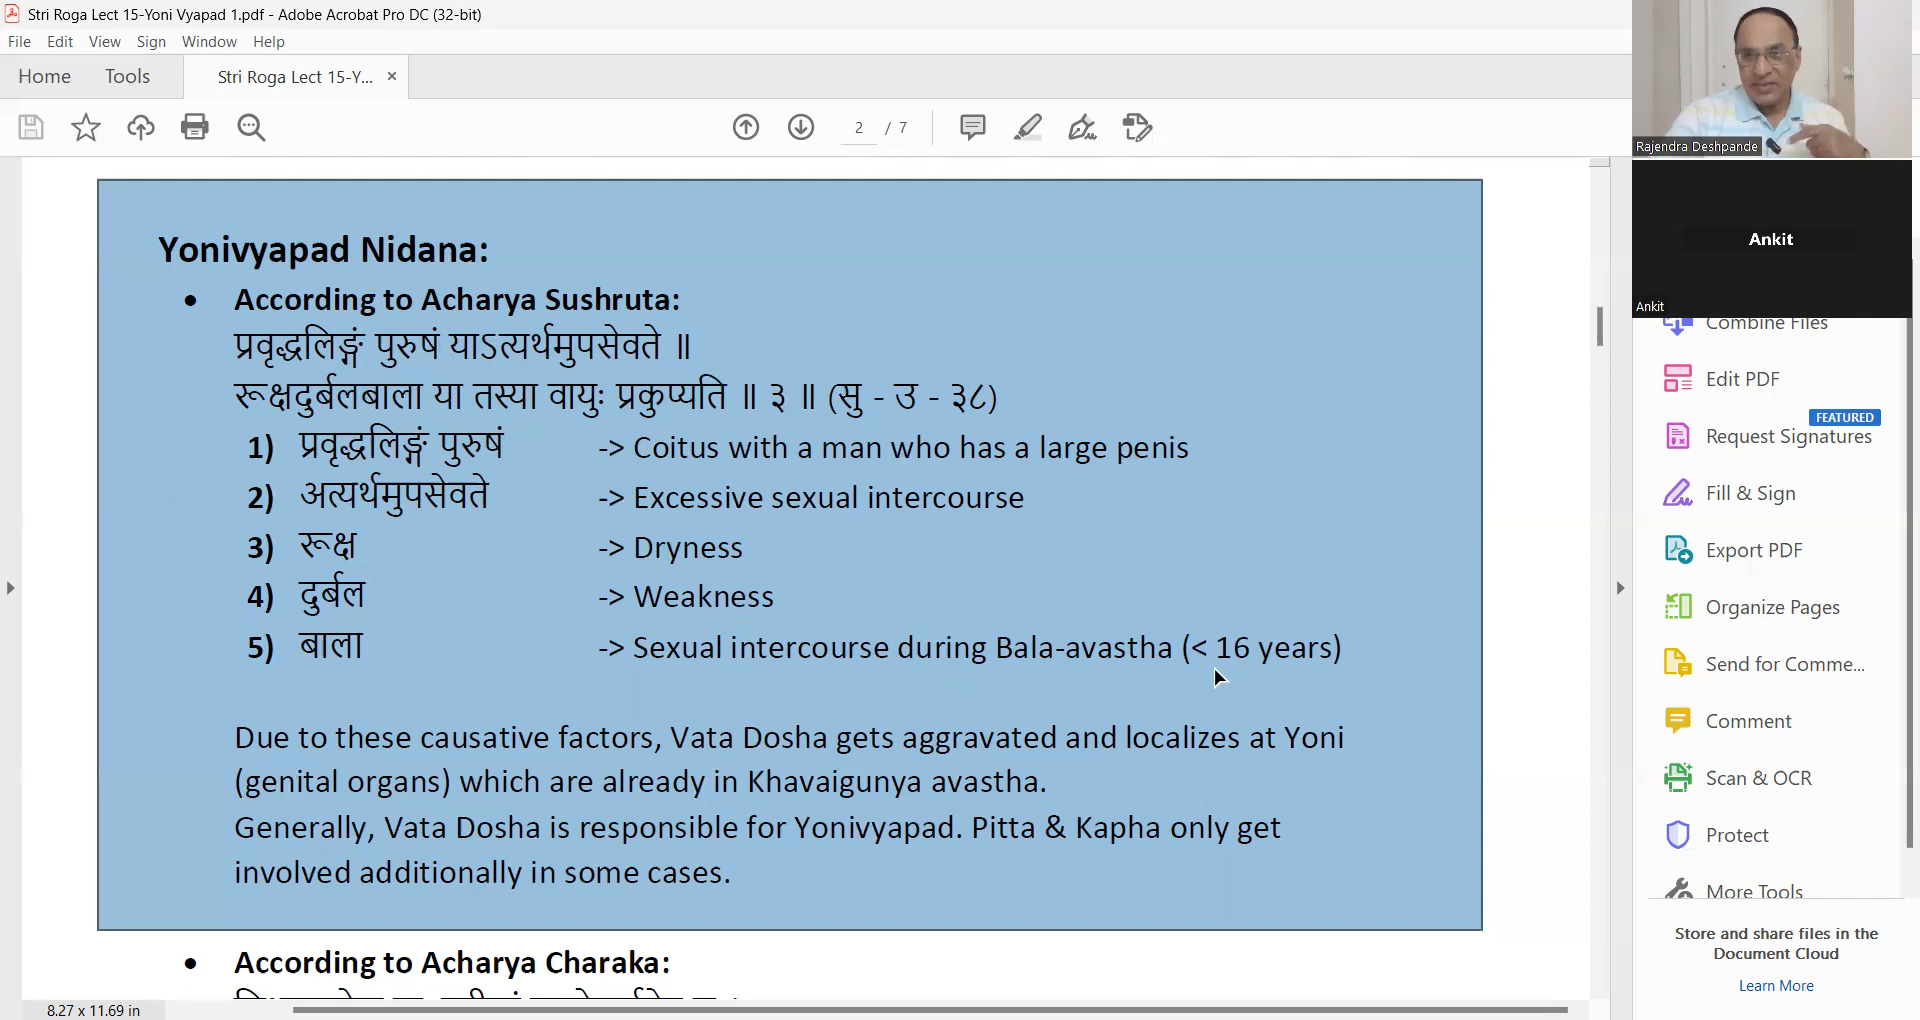 Stri Roga Lect 15-Yoni Vyapad 1.pdf - Adobe Acrobat Pro DC (32-bit)
File Edit View Sign Window Help
Home Tools Stri Roga Lect 15-Y... ×
2 / 7
Yonivyapad Nidana:
• According to Acharya Sushruta:
प्रवृद्धलिङ्गं पुरुषं याऽत्यर्थमुपसेवते ॥
रूक्षदुर्बलबाला या तस्या वायुः प्रकुप्यति ॥ ३ ॥ (सु - उ - ३८)
1) प्रवृद्धलिङ्गं पुरुषं -> Coitus with a man who has a large penis
2) अत्यर्थमुपसेवते -> Excessive sexual intercourse
3) रूक्ष -> Dryness
4) दुर्बल -> Weakness
5) बाला -> Sexual intercourse during Bala-avastha (< 16 years)
Due to these causative factors, Vata Dosha gets aggravated and localizes at Yoni
(genital organs) which are already in Khavaigunya avastha.
Generally, Vata Dosha is responsible for Yonivyapad. Pitta & Kapha only get
involved additionally in some cases.
• According to Acharya Charaka:
8.27 x 11.69 in
Rajendra Deshpande
Ankit
Ankit
Combine Files
Edit PDF
FEATURED
Request Signatures
Fill & Sign
Export PDF
Organize Pages
Send for Comme...
Comment
Scan & OCR
Protect
More Tools
Store and share files in the
Document Cloud
Learn More